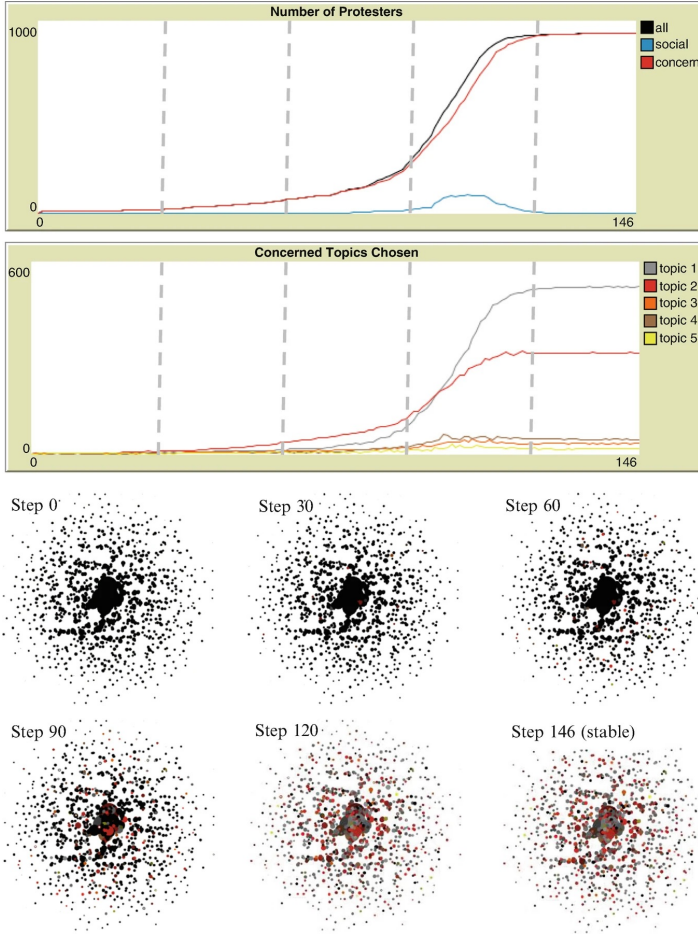 Number of Protesters
1000
all
social
concern
0
0
146
Concerned Topics Chosen
600
topic 1
topic 2
topic 3
topic 4
topic 5
0
0
146
Step 0
Step 30
Step 60
Step 90
Step 120
Step 146 (stable)